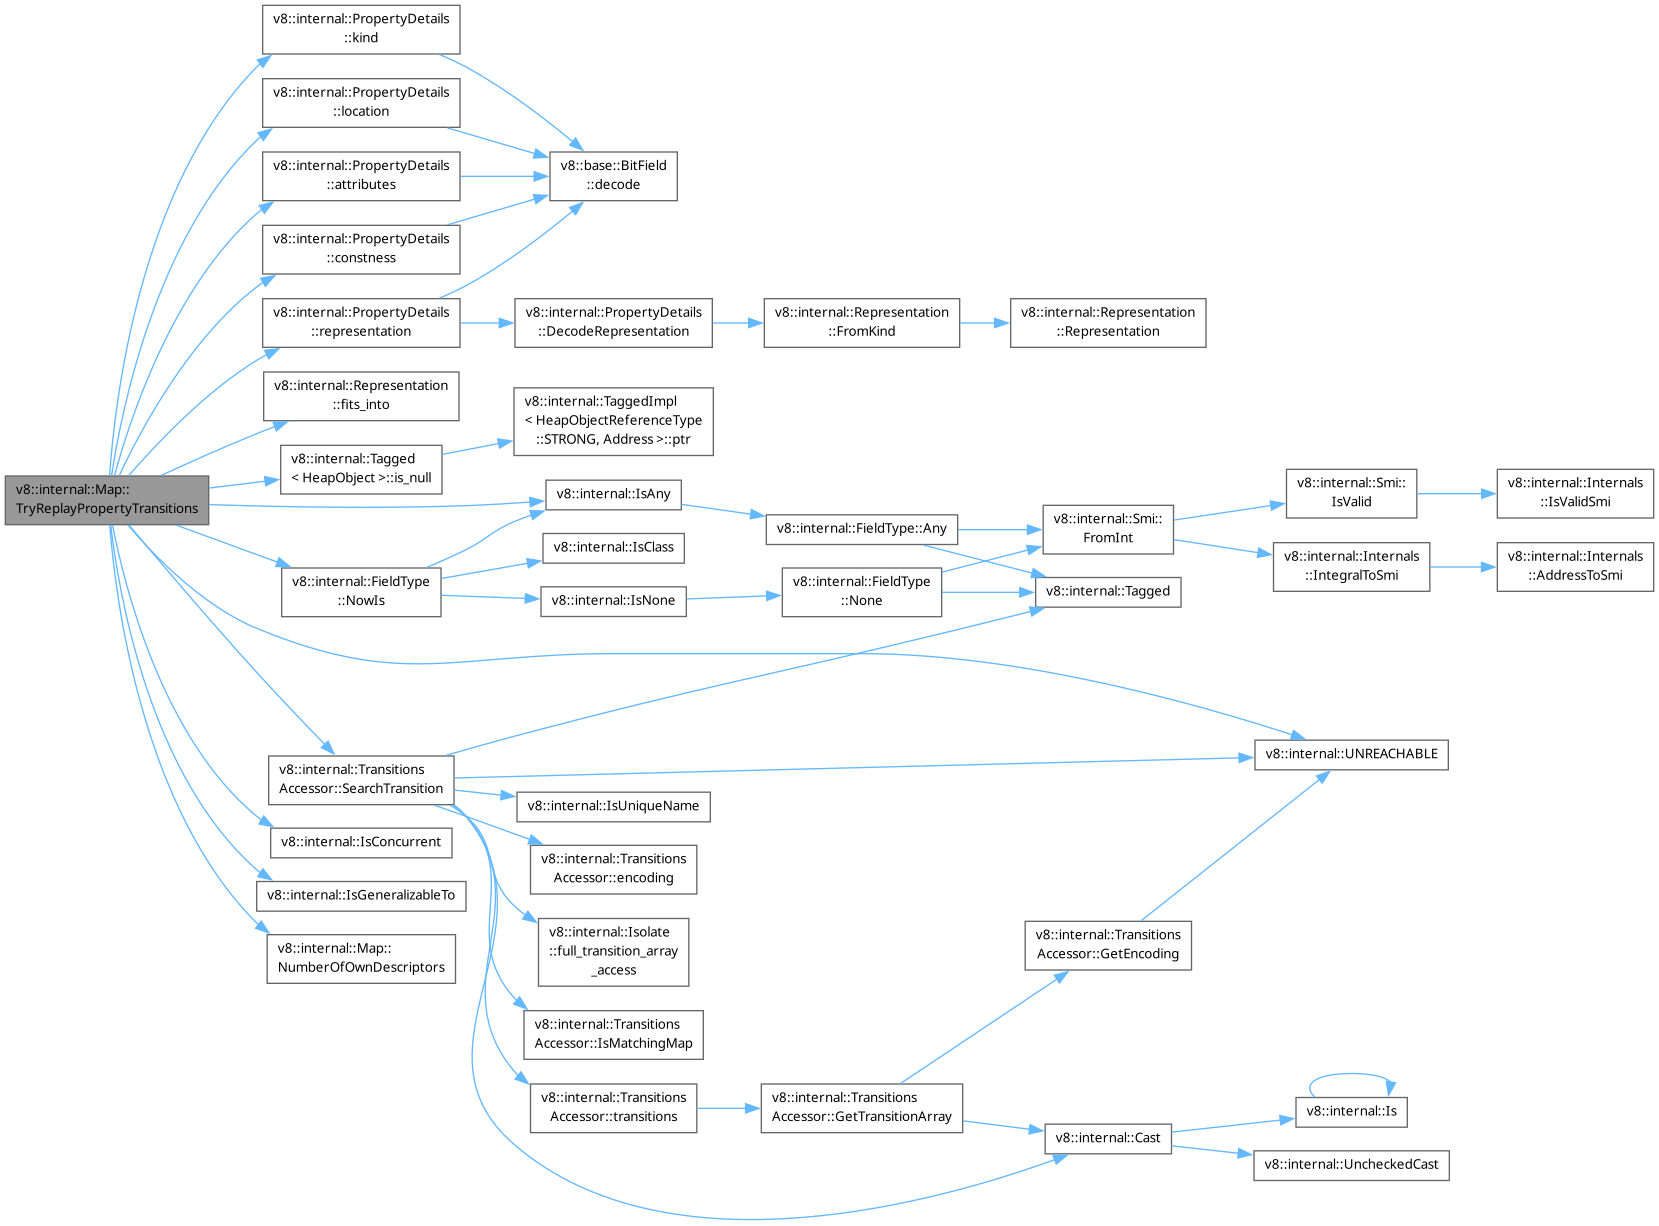 v8::internal::PropertyDetails
::kind
v8::internal::PropertyDetails
::location
v8::internal::PropertyDetails
::attributes
v8::base::BitField
::decode
v8::internal::PropertyDetails
::constness
v8::internal::PropertyDetails
::representation
v8::internal::PropertyDetails
::DecodeRepresentation
v8::internal::Representation
::FromKind
v8::internal::Representation
::Representation
v8::internal::Representation
::fits_into
v8::internal::TaggedImpl
< HeapObjectReferenceType
::STRONG, Address >::ptr
v8::internal::Tagged
< HeapObject >::is_null
v8::internal::Map::
TryReplayPropertyTransitions
v8::internal::IsAny
v8::internal::FieldType::Any
v8::internal::Smi::
FromInt
v8::internal::Smi::
IsValid
v8::internal::Internals
::IsValidSmi
v8::internal::IsClass
v8::internal::Internals
::IntegralToSmi
v8::internal::Internals
::AddressToSmi
v8::internal::FieldType
::NowIs
v8::internal::IsNone
v8::internal::FieldType
::None
v8::internal::Tagged
v8::internal::UNREACHABLE
v8::internal::Transitions
Accessor::SearchTransition
v8::internal::IsUniqueName
v8::internal::IsConcurrent
v8::internal::Transitions
Accessor::encoding
v8::internal::IsGeneralizableTo
v8::internal::Map::
NumberOfOwnDescriptors
v8::internal::Isolate
::full_transition_array
_access
v8::internal::Transitions
Accessor::GetEncoding
v8::internal::Transitions
Accessor::IsMatchingMap
v8::internal::Transitions
Accessor::transitions
v8::internal::Transitions
Accessor::GetTransitionArray
v8::internal::Cast
v8::internal::Is
v8::internal::UncheckedCast